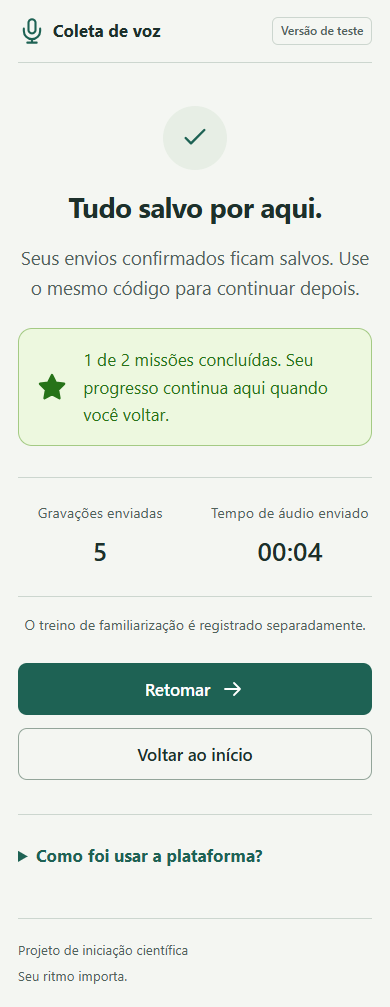 Coleta de voz
Versão de teste
Tudo salvo por aqui.
Seus envios confirmados ficam salvos. Use
o mesmo código para continuar depois.
1 de 2 missões concluídas. Seu
progresso continua aqui quando
você voltar.
Gravações enviadas
Tempo de áudio enviado
5
00:04
O treino de familiarização é registrado separadamente.
Retomar →
Voltar ao início
Como foi usar a plataforma?
Projeto de iniciação científica
Seu ritmo importa.